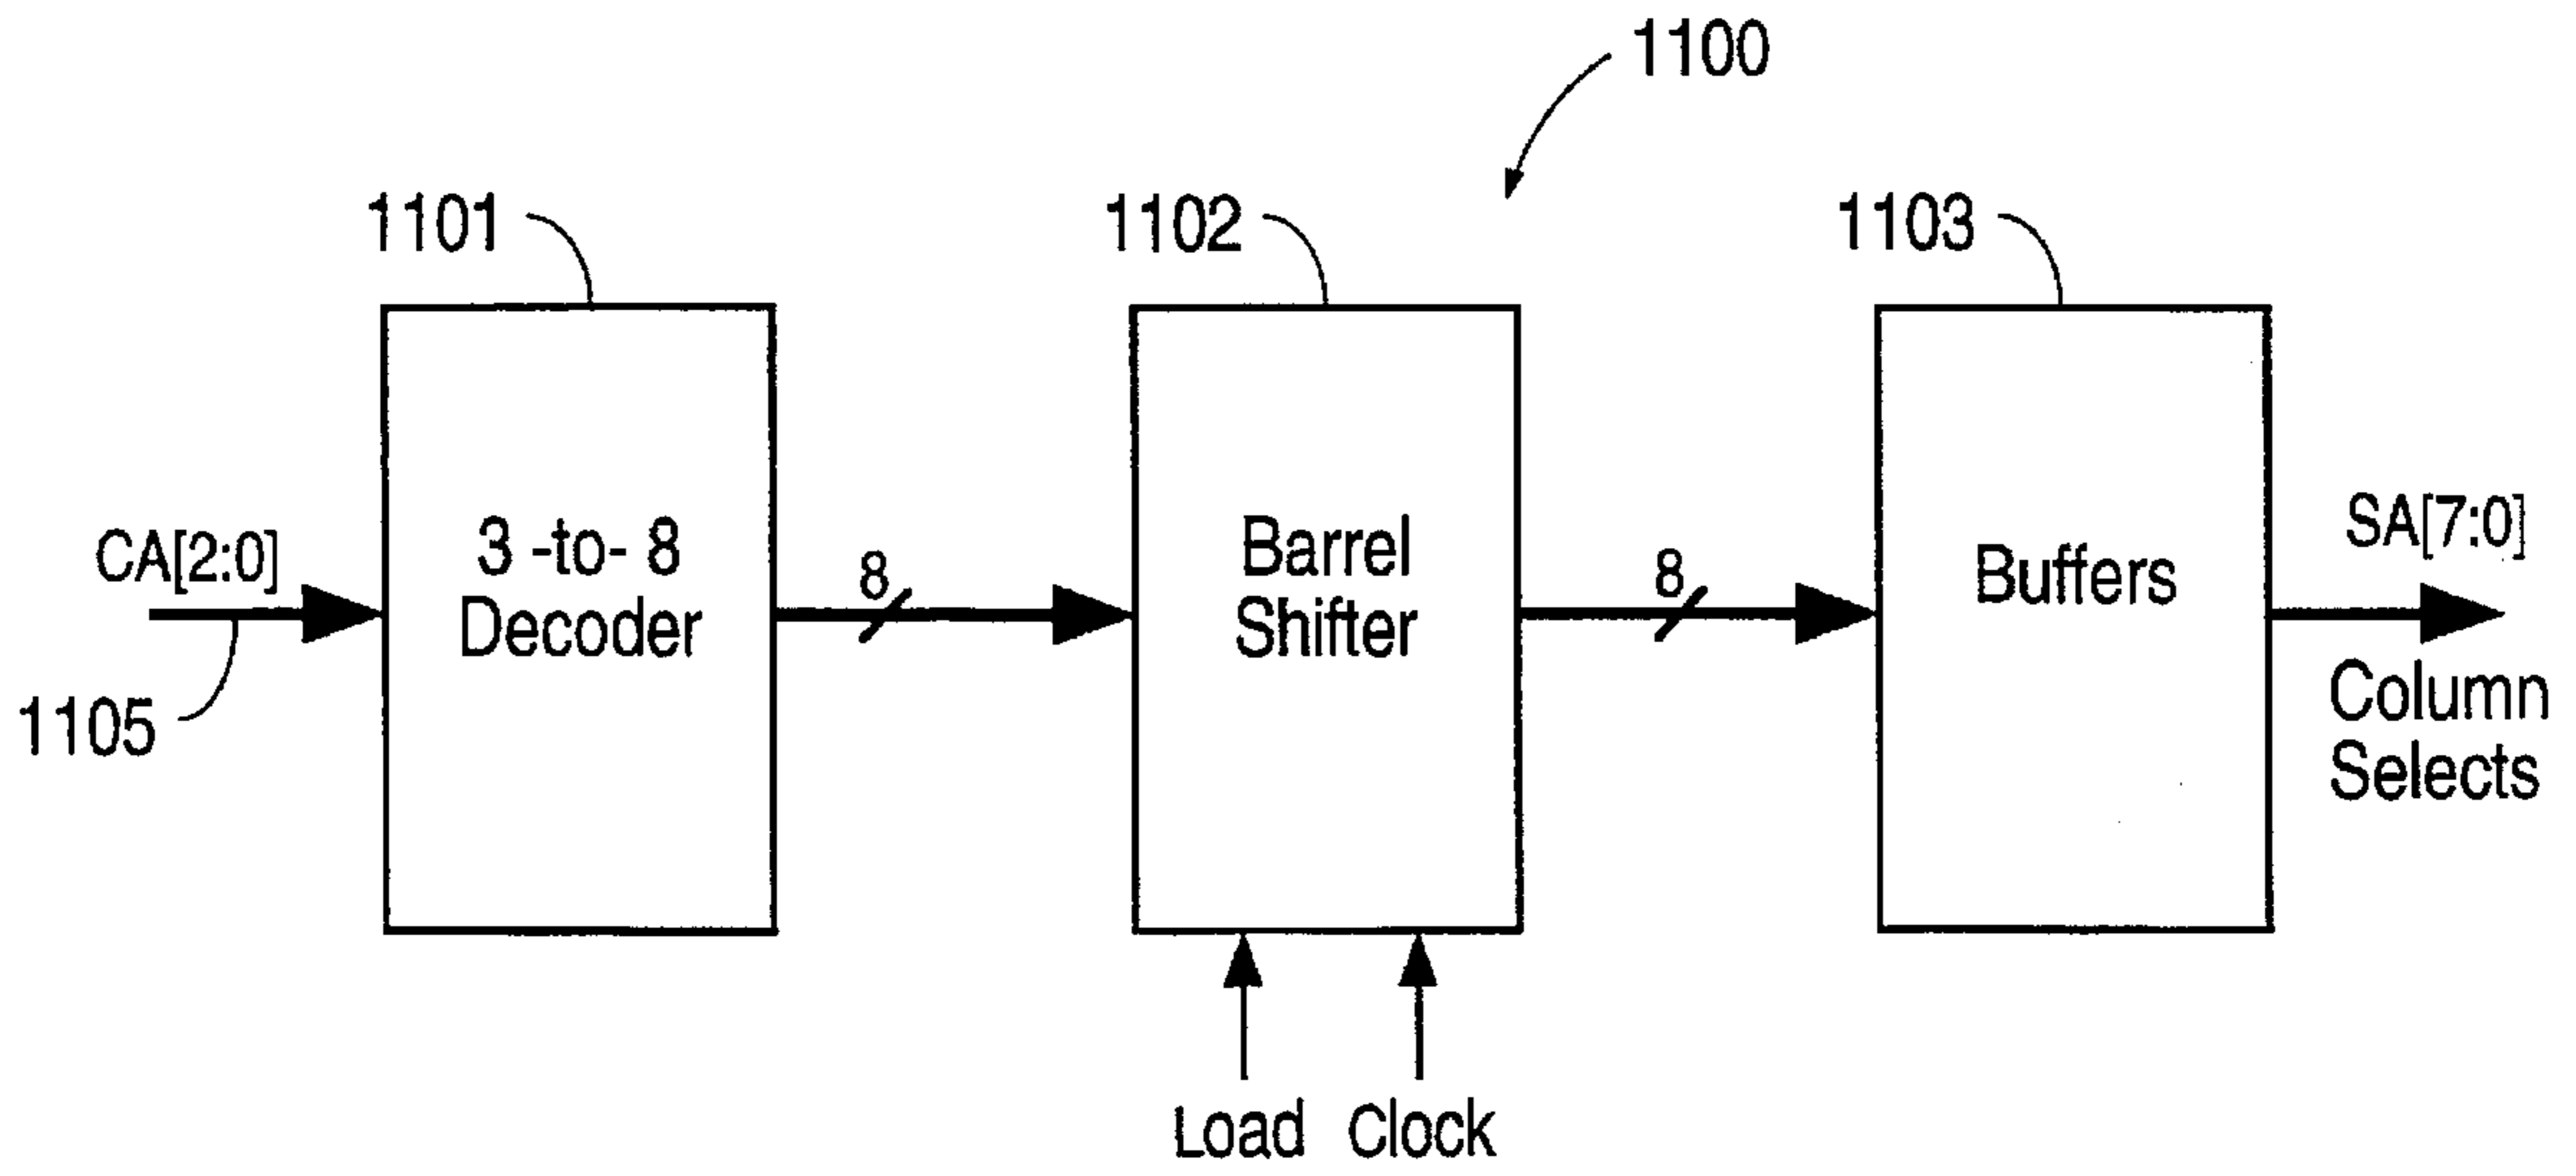 1100
1101
1102
1103
CA[2:0]
3 -to- 8
Decoder
8
Barrel
Shifter
8
Buffers
SA[7:0]
Column
Selects
1105
Load
Clock